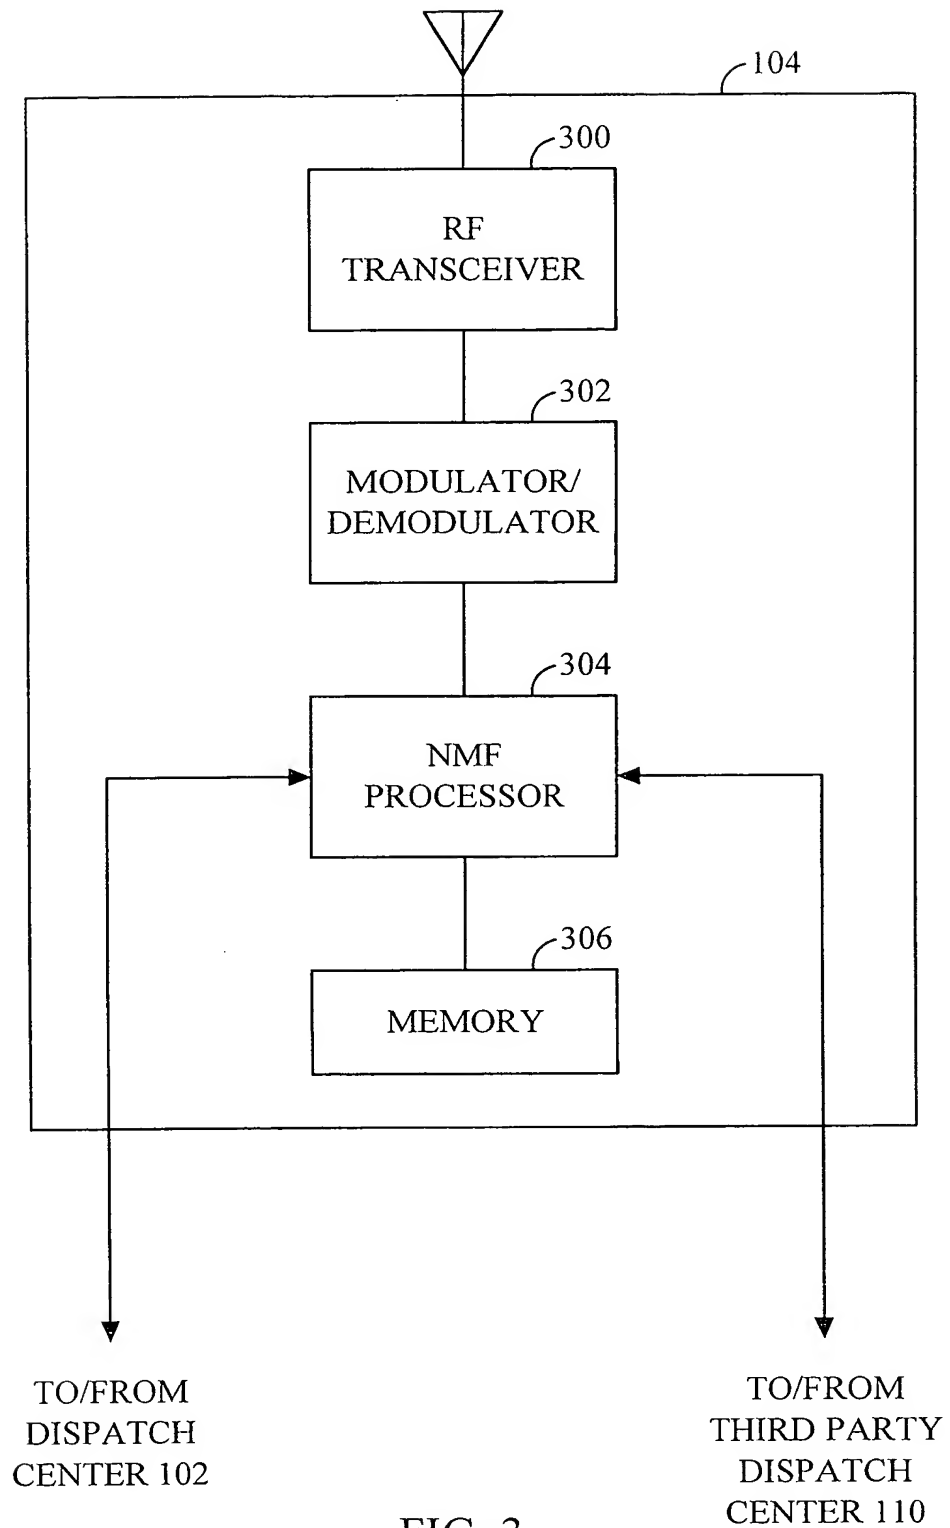 104
300
RF
TRANSCEIVER
302
MODULATOR/
DEMODULATOR
304
NMF
PROCESSOR
306
MEMORY
TO/FROM
DISPATCH
CENTER 102
TO/FROM
THIRD PARTY
DISPATCH
CENTER 110